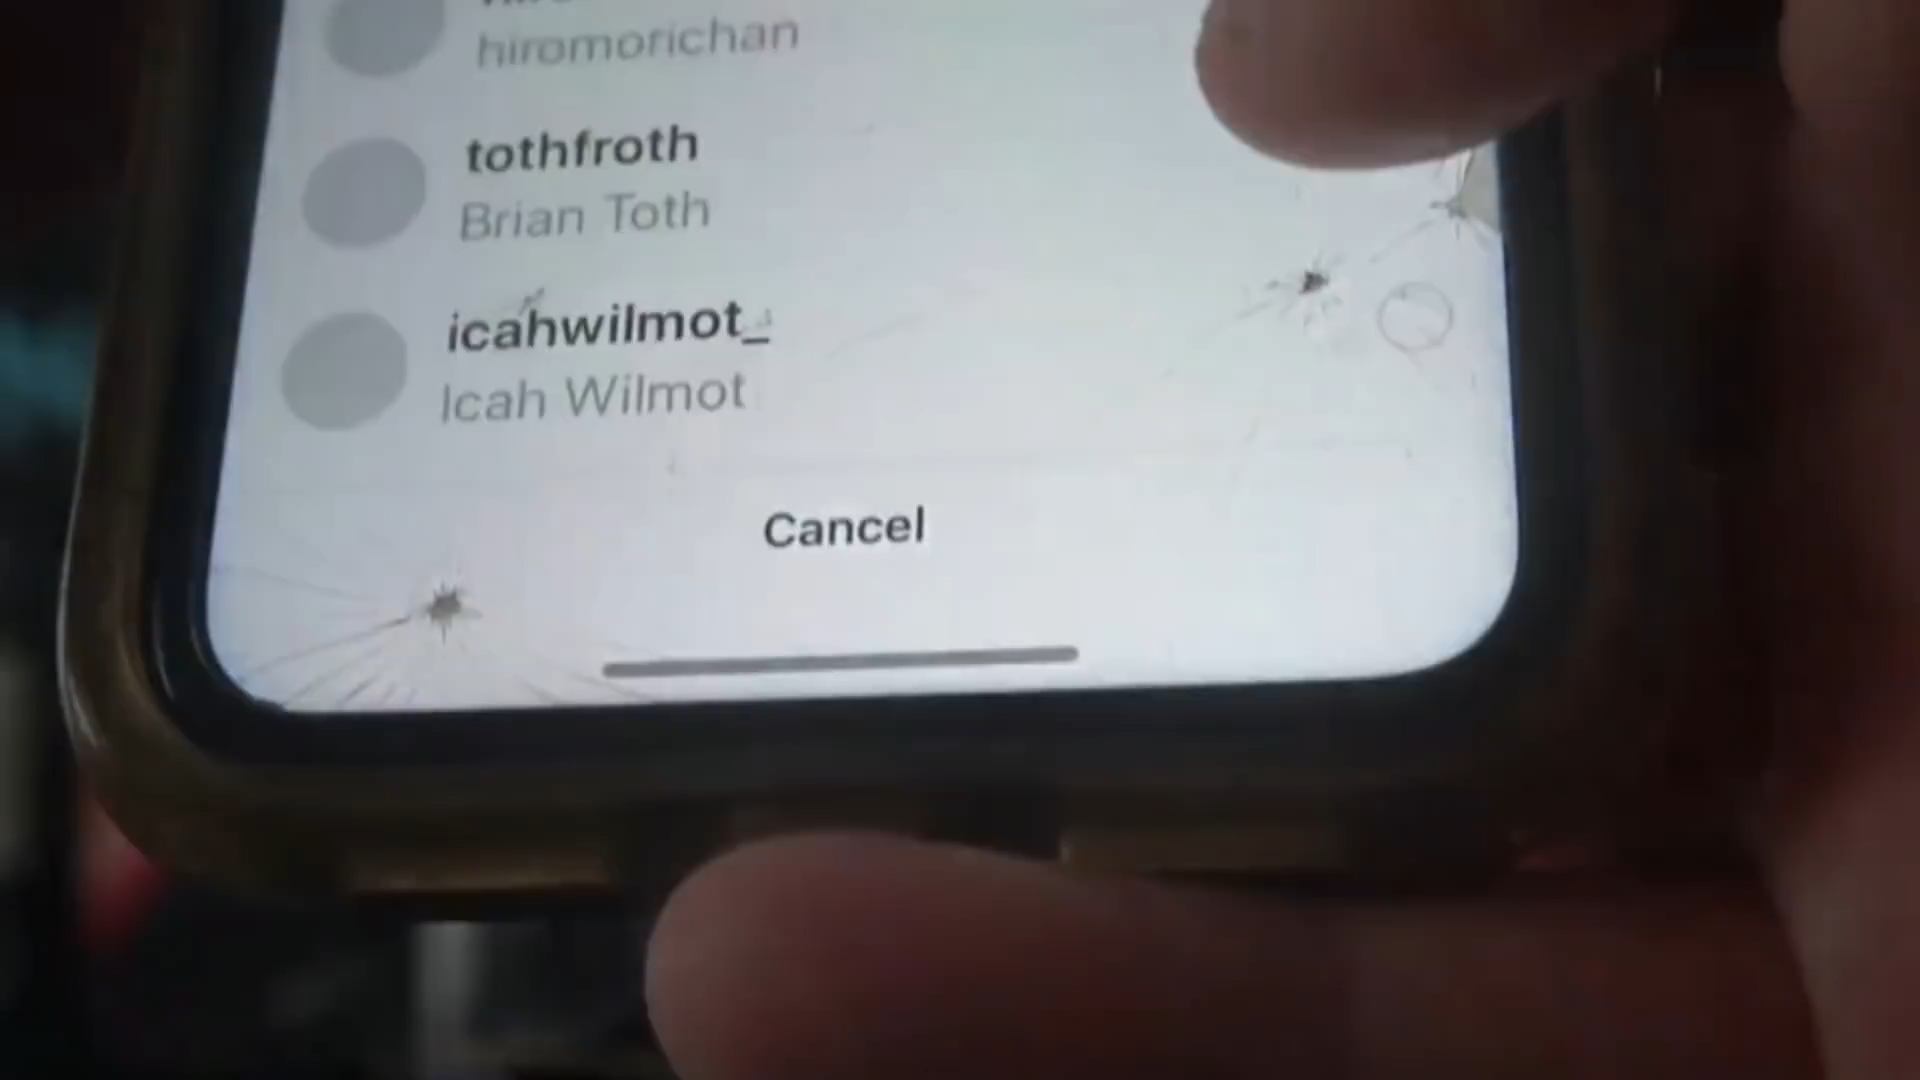 hiromorichan
tothfroth
Brian Toth
icahwilmot_
Icah Wilmot
Cancel